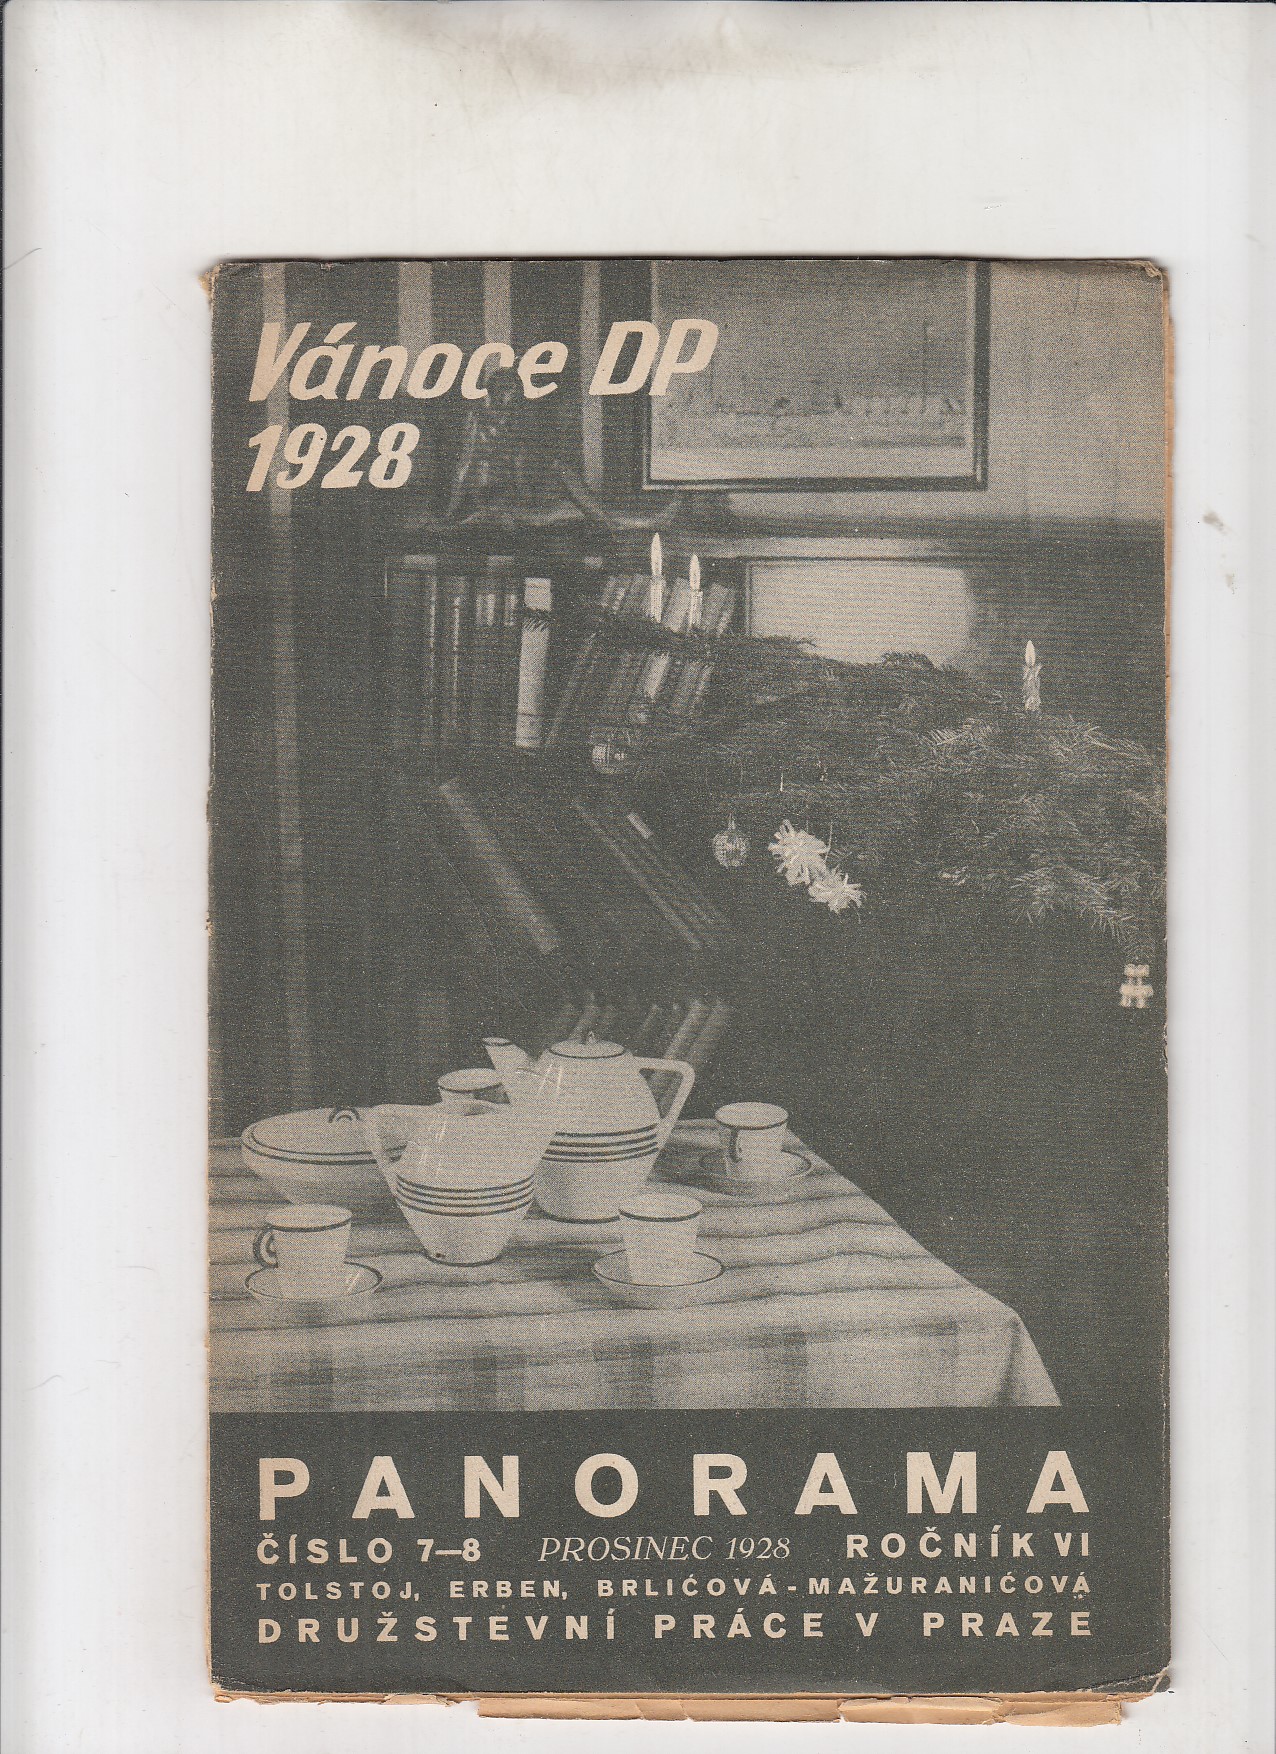 Vánoce DP
1928
PANORAMA
ČÍSLO 7—8 PROSINEC 1928 ROČNÍK VI
TOLSTOJ, ERBEN, BRLIĆOVÁ-MAŽURANIĆOVÁ
DRUŽSTEVNÍ PRÁCE V PRAZE